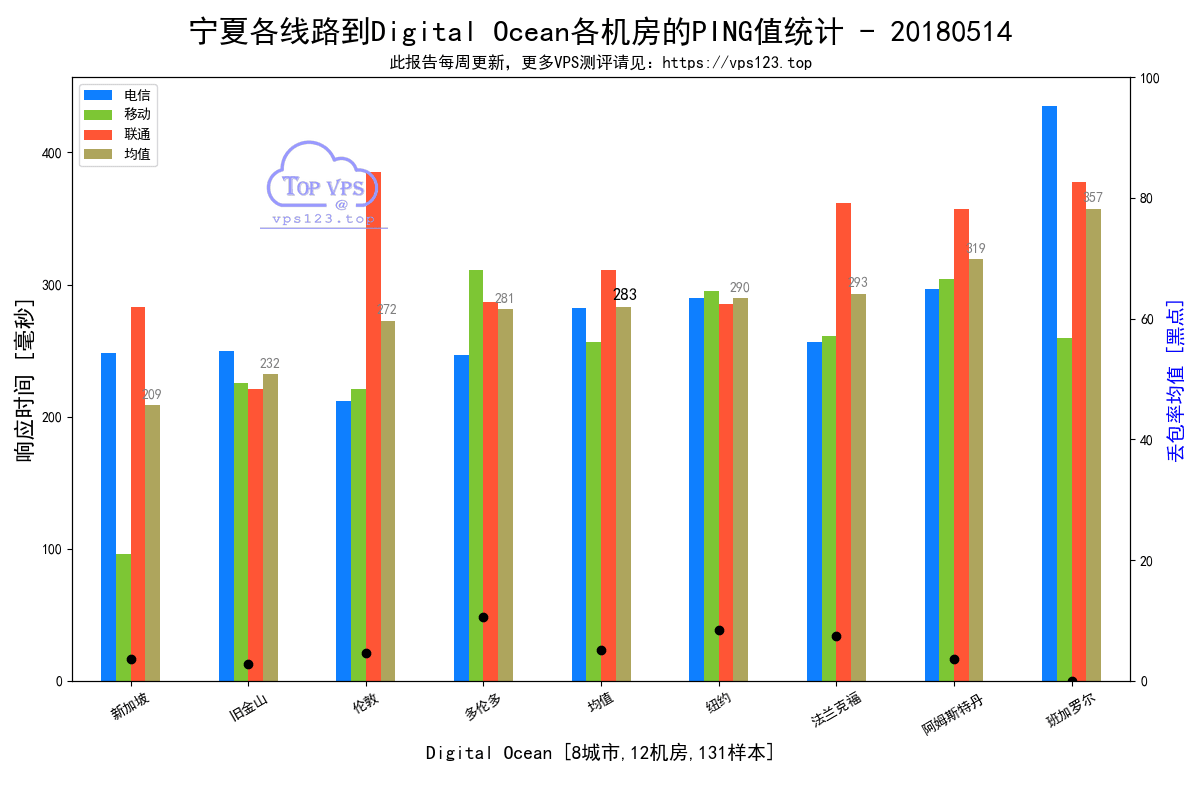 宁夏各线路到Digital Ocean各机房的PING值统计 - 20180514
此报告每周更新，更多VPS测评请见：https://vps123.top
电信
移动
联通
均值
TOP VPS
@
vps123.top
响应时间 [毫秒]
400
300
200
100
0
209
232
272
281
283
290
293
319
357
100
80
60
40
20
0
丢包率均值 [黑点]
新加坡
旧金山
伦敦
多伦多
均值
纽约
法兰克福
阿姆斯特丹
班加罗尔
Digital Ocean [8城市,12机房,131样本]